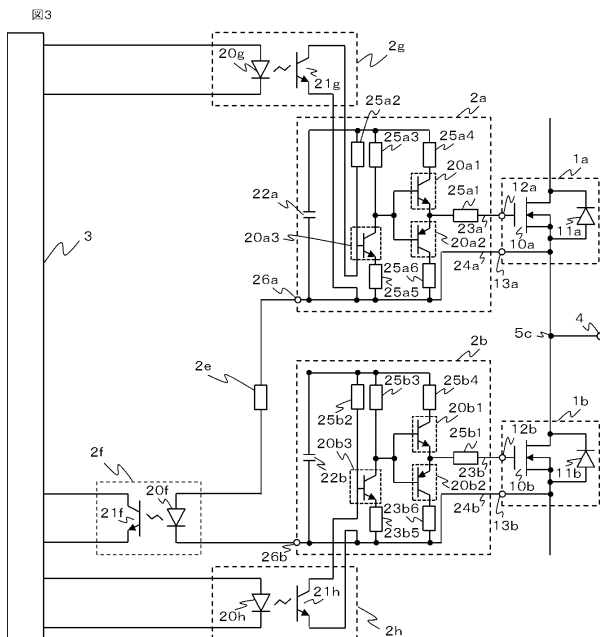 図3
20g
21g
2g
25a2
25a3
2a
25a4
20a1
25a1
12a
1a
22a
20a3
23a
20a2
10a
11a
3
26a
25a6
25a5
24a
13a
4
5c
2e
2b
25b3
25b4
25b2
20b1
1b
20b3
25b1
12b
2f
20f
21f
22b
23b
20b2
10b
11b
23b6
23b5
24b
13b
26b
20h
21h
2h